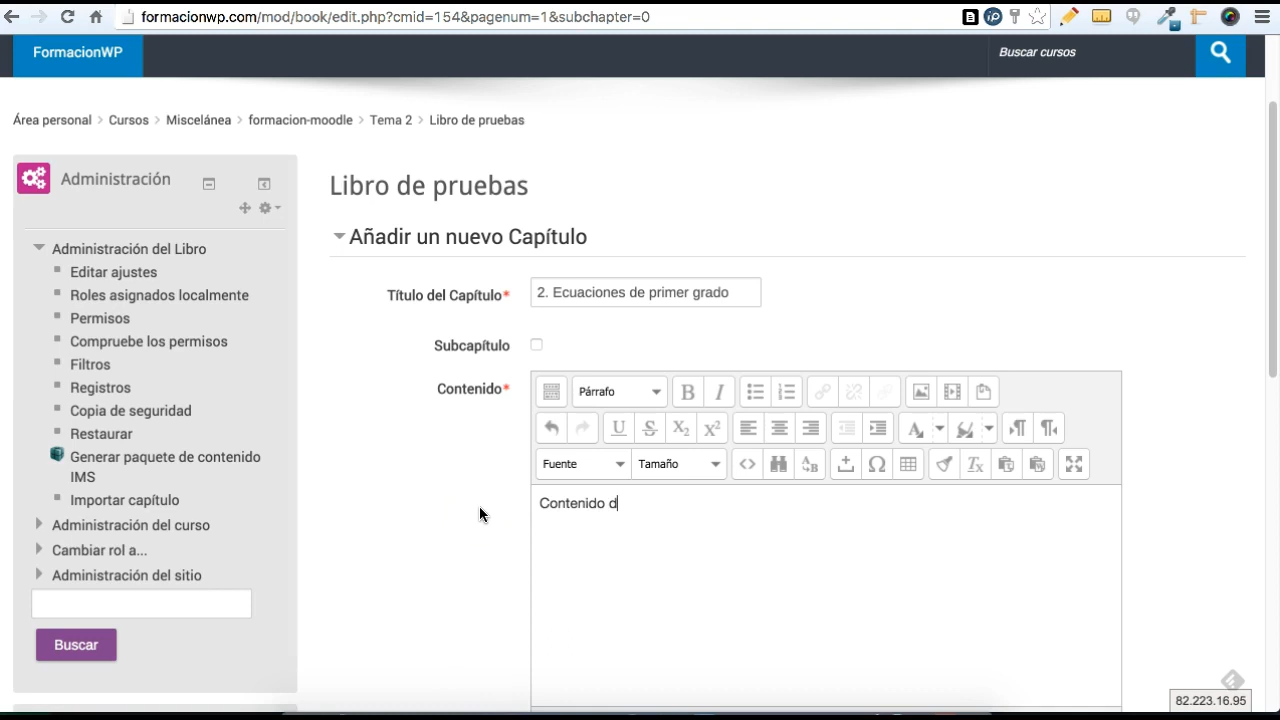 formacionwp.com/mod/book/edit.php?cmid=154&pagenum=1&subchapter=0
FormacionWP
Buscar cursos
Área personal > Cursos > Miscelánea > formacion-moodle > Tema 2 > Libro de pruebas
Administración
Administración del Libro
Editar ajustes
Roles asignados localmente
Permisos
Compruebe los permisos
Filtros
Registros
Copia de seguridad
Restaurar
Generar paquete de contenido
IMS
Importar capítulo
Administración del curso
Cambiar rol a...
Administración del sitio
Buscar
Libro de pruebas
Añadir un nuevo Capítulo
Título del Capítulo* 2. Ecuaciones de primer grado
Subcapítulo
Contenido*
Párrafo
Fuente Tamaño
Contenido d
82.223.16.95